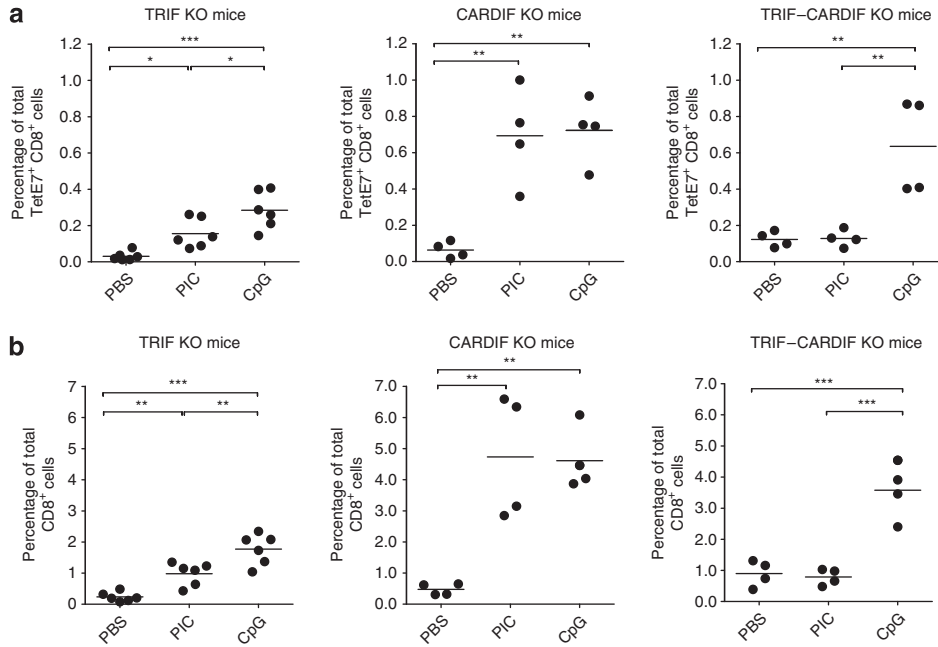 a
TRIF KO mice
CARDIF KO mice
TRIF–CARDIF KO mice
Percentage of total
TetE7+ CD8+ cells
1.2
1.0
0.8
0.6
0.4
0.2
0.0
***
*
*
PBS
PIC
CpG
Percentage of total
TetE7+ CD8+ cells
1.2
1.0
0.8
0.6
0.4
0.2
0.0
**
**
PBS
PIC
CpG
Percentage of total
TetE7+ CD8+ cells
1.2
1.0
0.8
0.6
0.4
0.2
0.0
**
**
PBS
PIC
CpG
b
TRIF KO mice
CARDIF KO mice
TRIF–CARDIF KO mice
Percentage of total
CD8+ cells
7
6
5
4
3
2
1
0
***
**
**
PBS
PIC
CpG
Percentage of total
CD8+ cells
7.0
6.0
5.0
4.0
3.0
2.0
1.0
0.0
**
**
PBS
PIC
CpG
Percentage of total
CD8+ cells
7.0
6.0
5.0
4.0
3.0
2.0
1.0
0.0
***
***
PBS
PIC
CpG